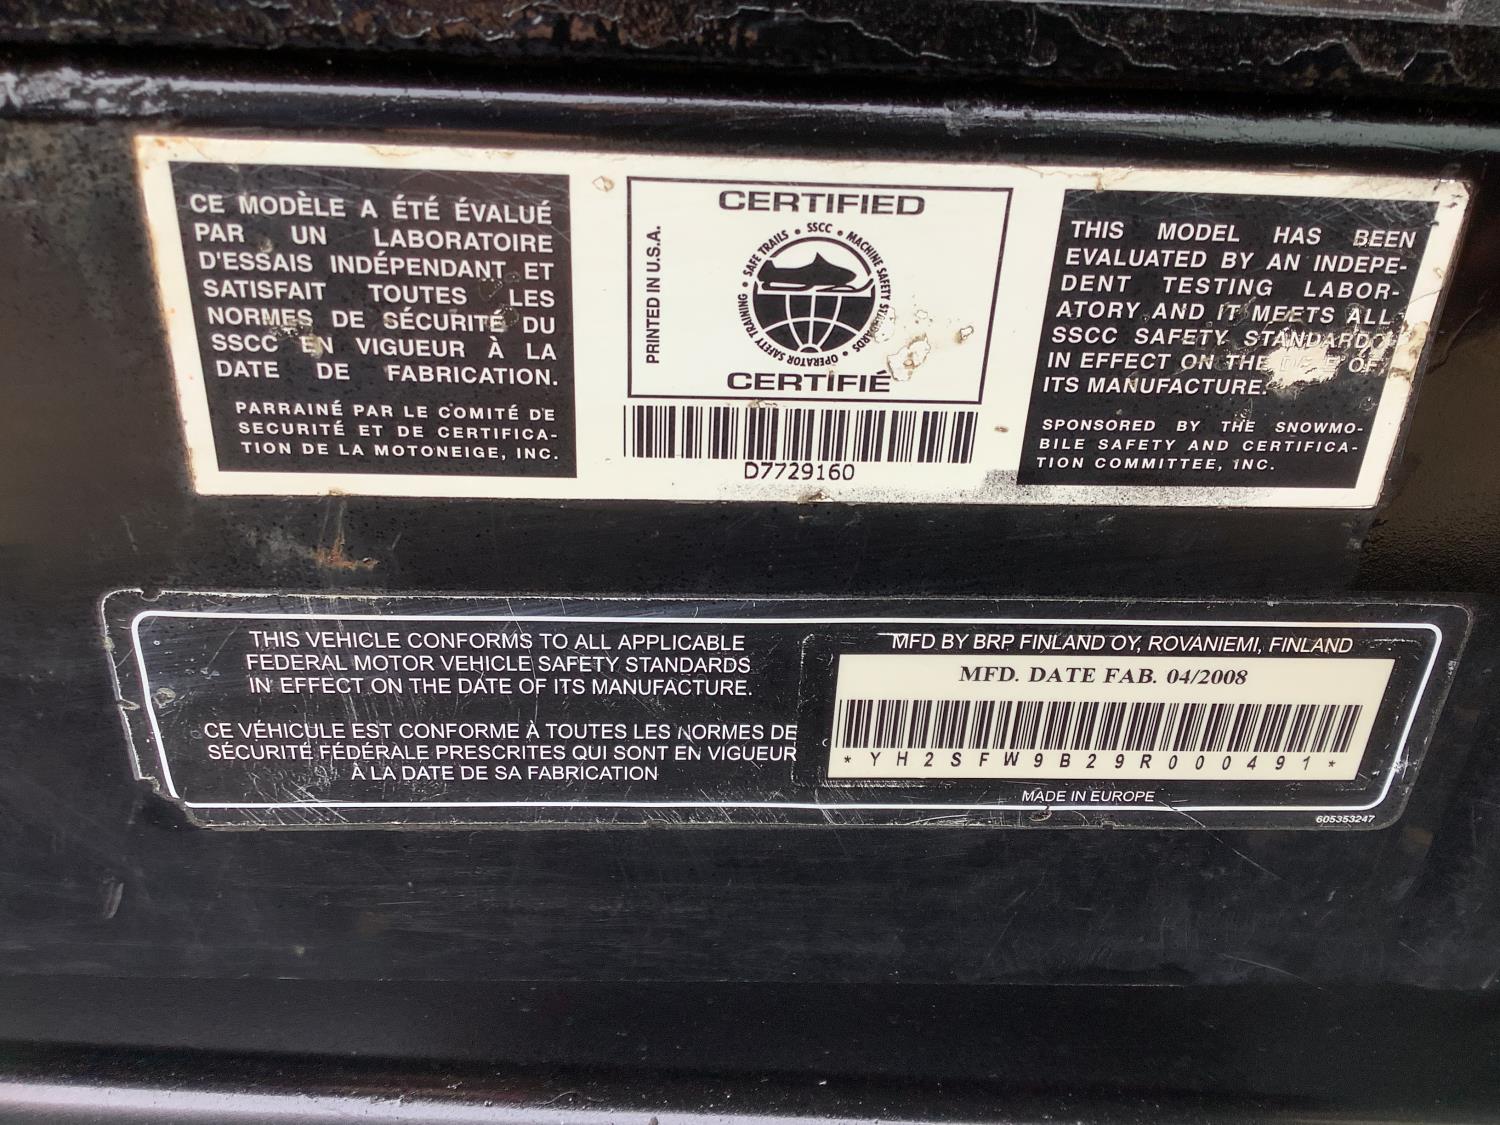 CE MODÈLE A ÉTÉ ÉVALUÉ
PAR UN LABORATOIRE
D'ESSAIS INDÉPENDANT ET
SATISFAIT TOUTES LES
NORMES DE SÉCURITÉ DU
SSCC EN VIGUEUR À LA
DATE DE FABRICATION.
PARRAINÉ PAR LE COMITÉ DE
SECURITÉ ET DE CERTIFICA-
TION DE LA MOTONEIGE, INC.
PRINTED IN U.S.A.
CERTIFIED
SAFE TRAILS • SSCC • MACHINE SAFETY STANDARDS • OPERATOR SAFETY TRAINING •
CERTIFIÉ
D7729160
THIS MODEL HAS BEEN
EVALUATED BY AN INDEPE-
DENT TESTING LABOR-
ATORY AND IT MEETS ALL
SSCC SAFETY STANDARDS
IN EFFECT ON THE DATE OF
ITS MANUFACTURE.
SPONSORED BY THE SNOWMO-
BILE SAFETY AND CERTIFICA-
TION COMMITTEE, INC.
THIS VEHICLE CONFORMS TO ALL APPLICABLE
FEDERAL MOTOR VEHICLE SAFETY STANDARDS
IN EFFECT ON THE DATE OF ITS MANUFACTURE.
CE VÉHICULE EST CONFORME À TOUTES LES NORMES DE
SÉCURITÉ FÉDÉRALE PRESCRITES QUI SONT EN VIGUEUR
À LA DATE DE SA FABRICATION
MFD BY BRP FINLAND OY, ROVANIEMI, FINLAND
MFD. DATE FAB. 04/2008
*YH2SFW9B29R000491*
MADE IN EUROPE
605353247